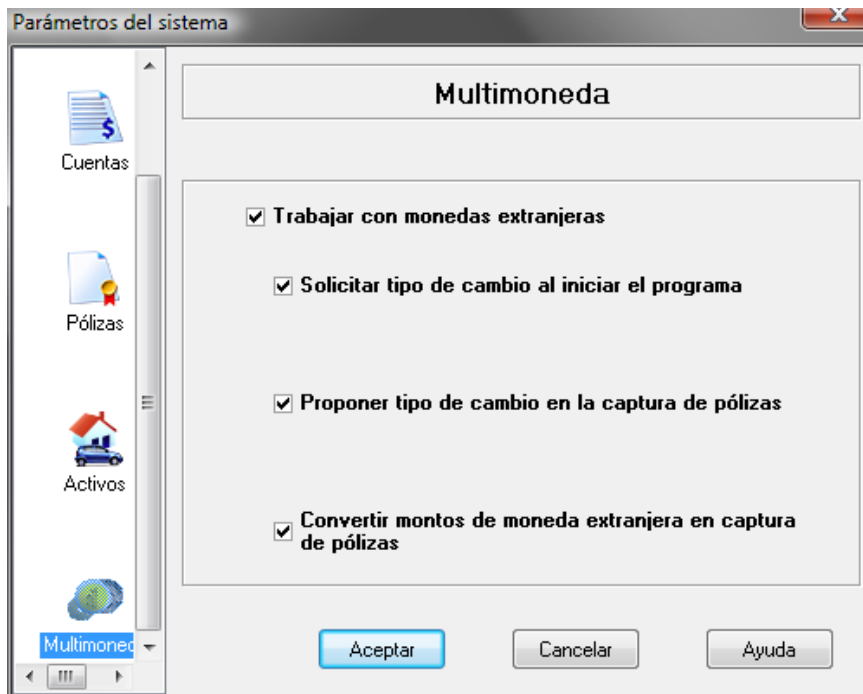 Parámetros del sistema
Multimoneda
Cuentas
Pólizas
Activos
Multimoned
Trabajar con monedas extranjeras
Solicitar tipo de cambio al iniciar el programa
Proponer tipo de cambio en la captura de pólizas
Convertir montos de moneda extranjera en captura
de pólizas
Aceptar
Cancelar
Ayuda